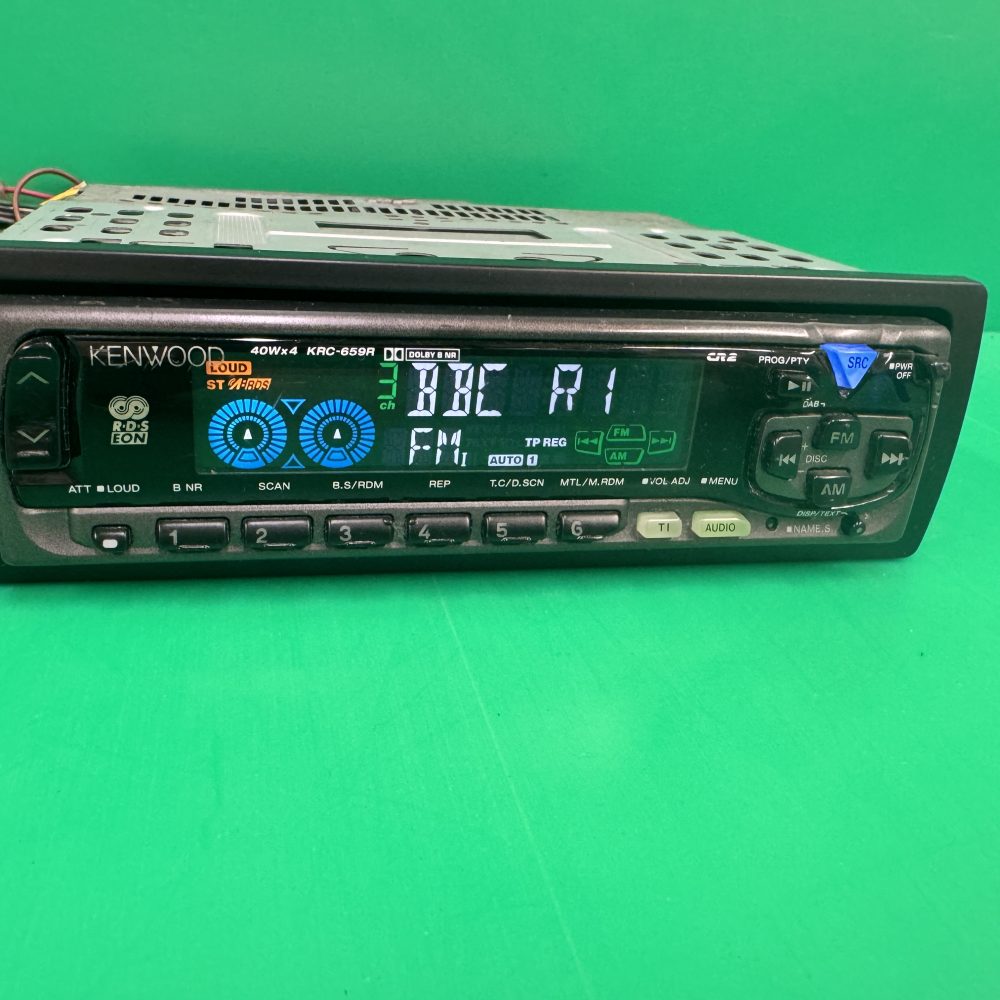 KENWOOD 40Wx4 KRC-659R DOLBY B NR CR2 PROG/PTY SRC PWR OFF
LOUD
ST RDS
3 ch BBC R1
R·D·S EON
FM1 TP REG AUTO 1 FM AM
DAB
FM
DISC
AM
ATT LOUD B NR SCAN B.S/RDM REP T.C/D.SCN MTL/M.RDM VOL ADJ MENU
DISP/TEXT
NAME.S
1 2 3 4 5 6 TI AUDIO